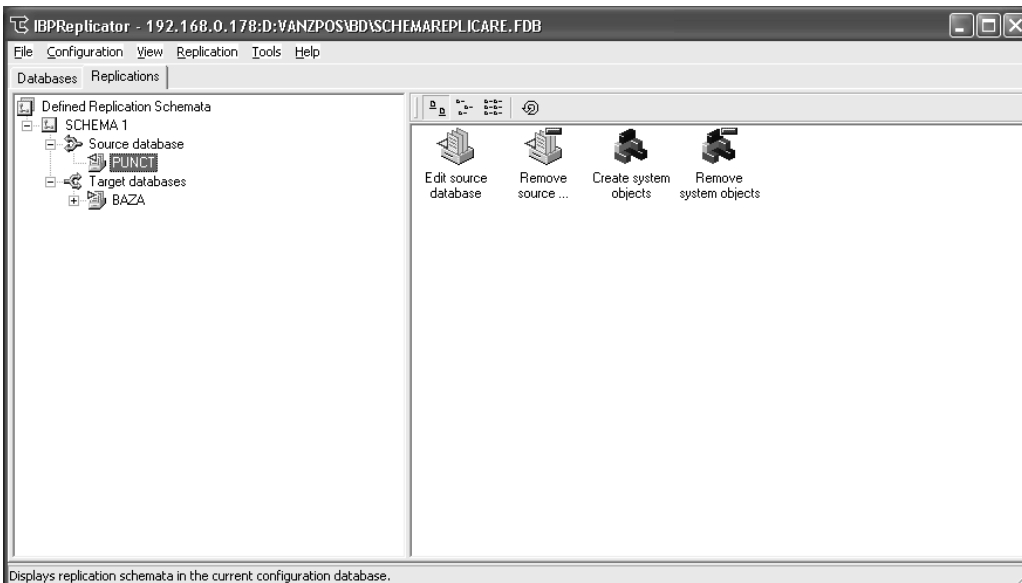 IBPReplicator - 192.168.0.178:D:\VANZPOS\BD\SCHEMAREPLICARE.FDB
File Configuration View Replication Tools Help
Databases Replications
Defined Replication Schemata
SCHEMA 1
Source database
PUNCT
Target databases
BAZA
Edit source
database
Remove
source ...
Create system
objects
Remove
system objects
Displays replication schemata in the current configuration database.